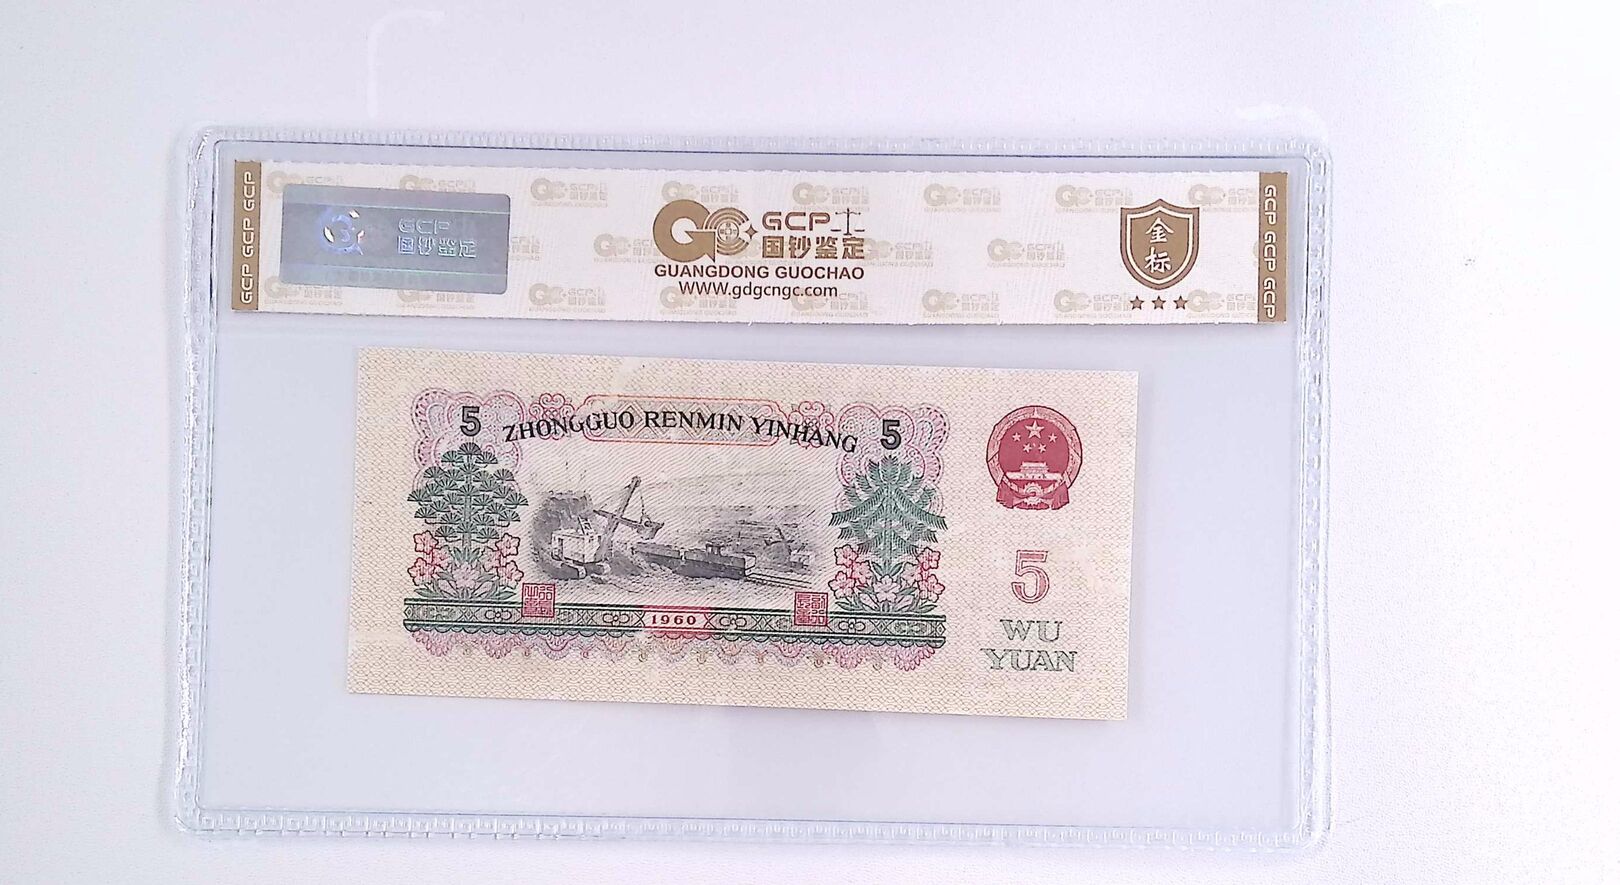 GCP GCP GCP
GCP
国钞鉴定
GCP
国钞鉴定
GUANGDONG GUOCHAO
www.gdgcngc.com
金标
GCP GCP GCP
5
ZHONGGUO RENMIN YINHANG
5
1960
5
WU
YUAN